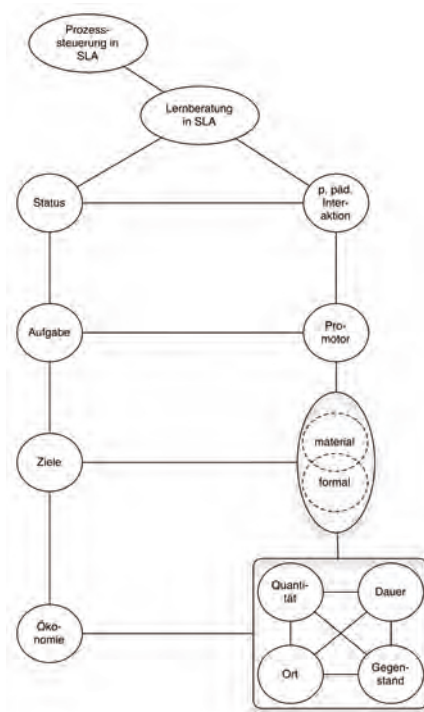 Prozess-
steuerung in
SLA
Lernberatung
in SLA
Status
p. päd.
Inter-
aktion
Aufgabe
Pro-
motor
material
Ziele
formal
Quanti-
tät
Dauer
Öko-
nomie
Ort
Gegen-
stand